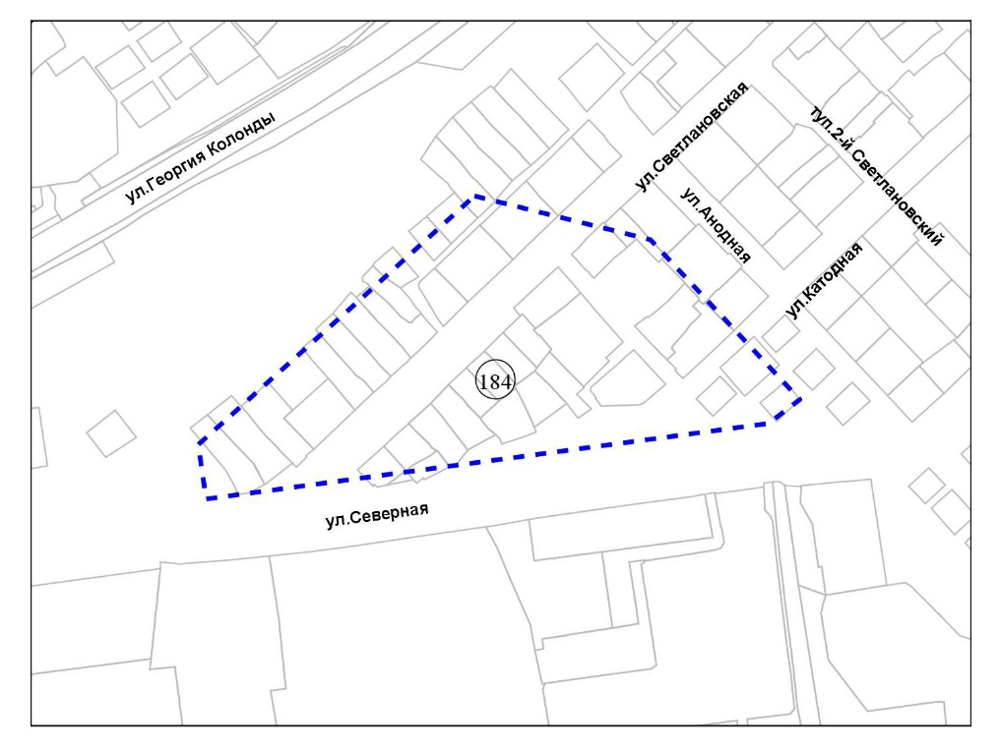 ул.Георгия Колонды
ул.Светлановская
туп.2-й Светлановский
ул.Анодная
ул.Катодная
184
ул.Северная